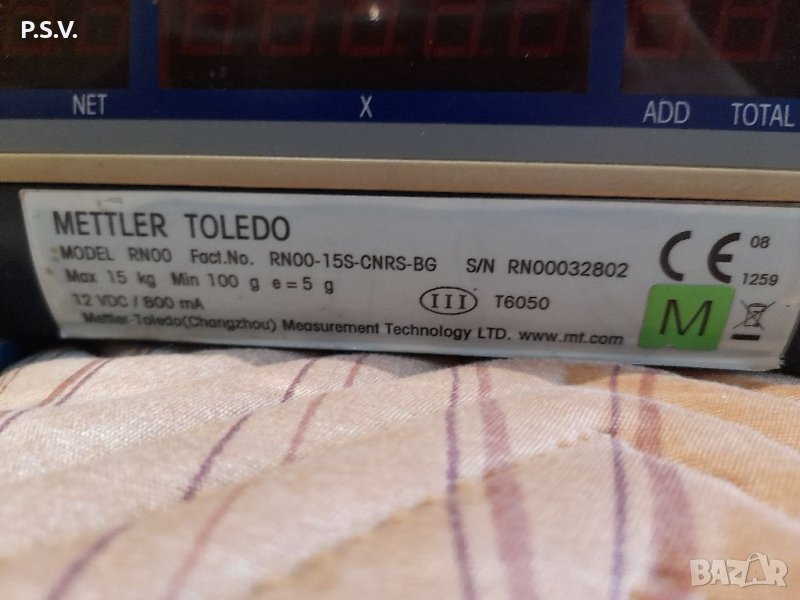 P.S.V.
NET X ADD TOTAL
METTLER TOLEDO
MODEL RN00 Fact.No. RN00-15S-CNRS-BG S/N RN00032802
Max 15 kg Min 100 g e = 5 g
12 VDC / 800 mA III T6050
Mettler-Toledo(Changzhou) Measurement Technology LTD. www.mt.com
CE 08
1259
M
BAZAR